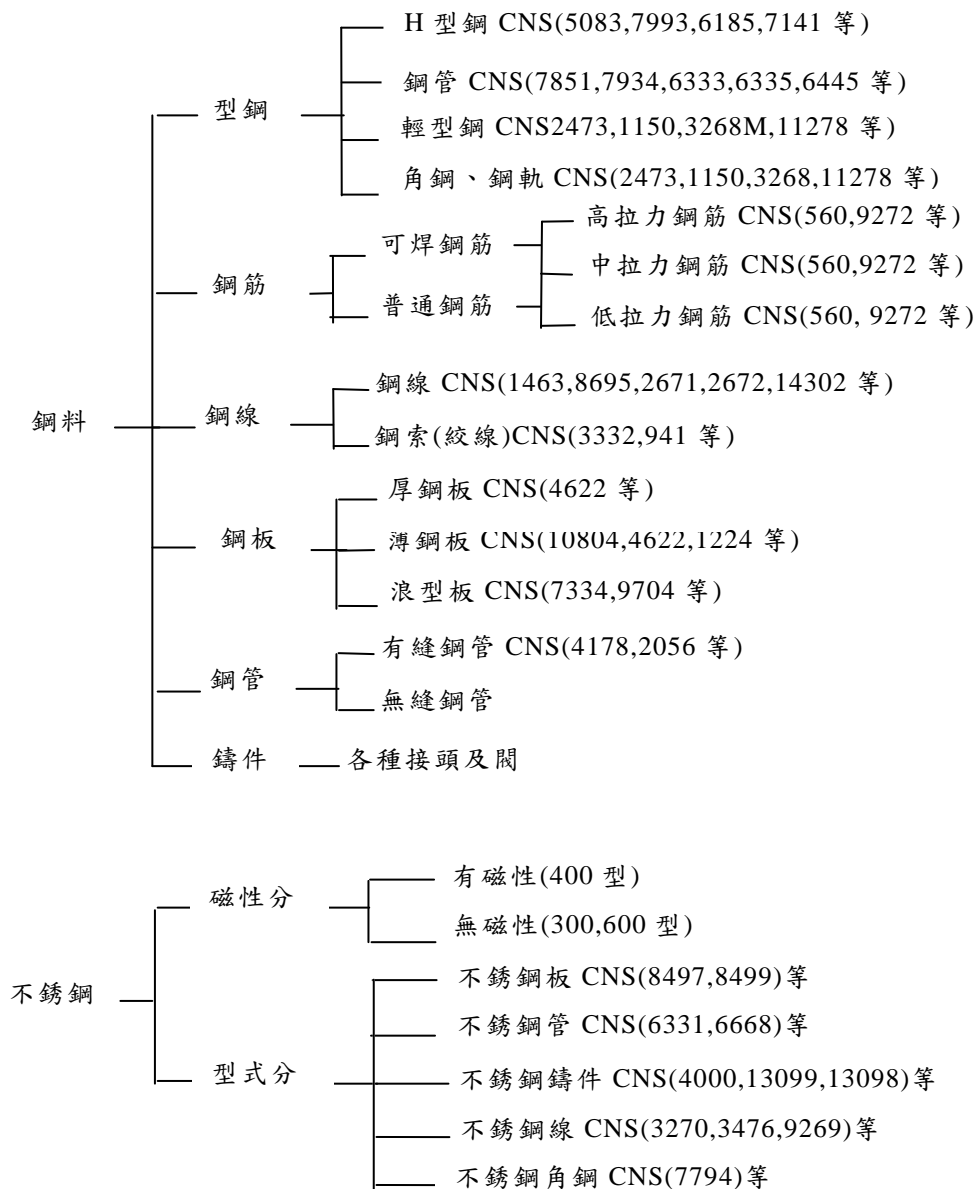 H 型鋼 CNS(5083,7993,6185,7141 等)
鋼管 CNS(7851,7934,6333,6335,6445 等)
型鋼
輕型鋼 CNS2473,1150,3268M,11278 等)
角鋼、鋼軌 CNS(2473,1150,3268,11278 等)
高拉力鋼筋 CNS(560,9272 等)
可焊鋼筋
中拉力鋼筋 CNS(560,9272 等)
鋼筋
普通鋼筋
低拉力鋼筋 CNS(560, 9272 等)
鋼線 CNS(1463,8695,2671,2672,14302 等)
鋼料
鋼線
鋼索(絞線)CNS(3332,941 等)
厚鋼板 CNS(4622 等)
鋼板
薄鋼板 CNS(10804,4622,1224 等)
浪型板 CNS(7334,9704 等)
有縫鋼管 CNS(4178,2056 等)
鋼管
無縫鋼管
鑄件
各種接頭及閥
有磁性(400 型)
磁性分
無磁性(300,600 型)
不銹鋼板 CNS(8497,8499)等
不銹鋼
不銹鋼管 CNS(6331,6668)等
型式分
不銹鋼鑄件 CNS(4000,13099,13098)等
不銹鋼線 CNS(3270,3476,9269)等
不銹鋼角鋼 CNS(7794)等